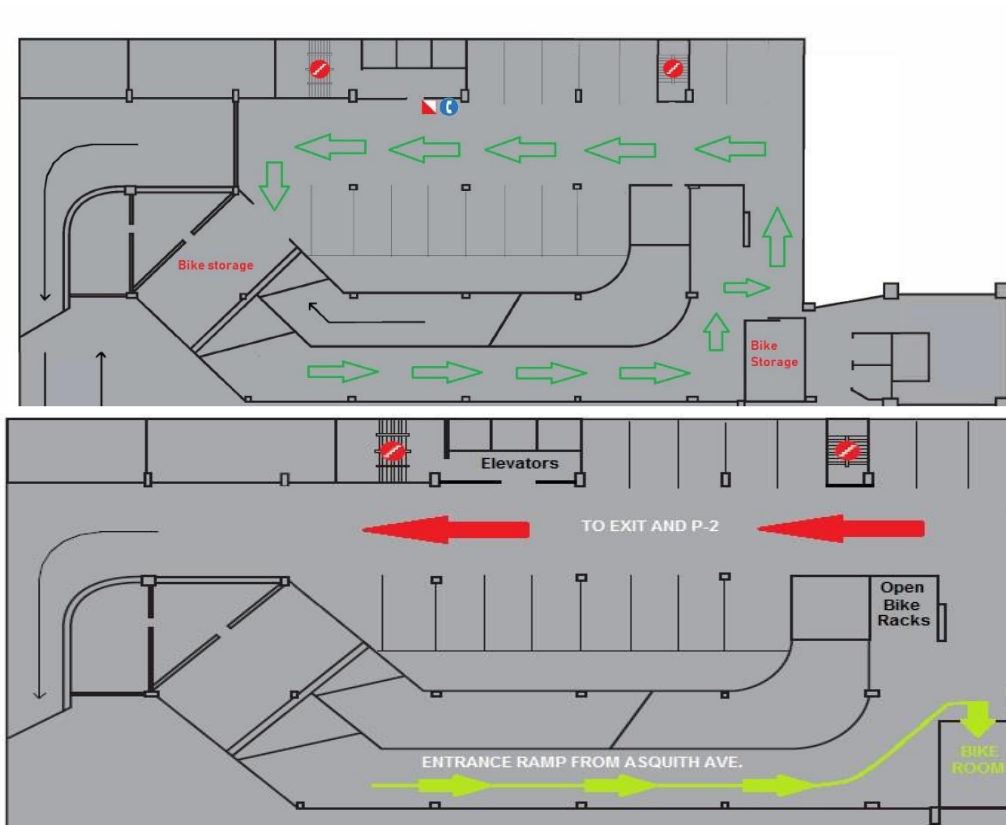 Bike storage
Bike
Storage
Elevators
TO EXIT AND P-2
Open
Bike
Racks
ENTRANCE RAMP FROM ASQUITH AVE.
BIKE
ROOM